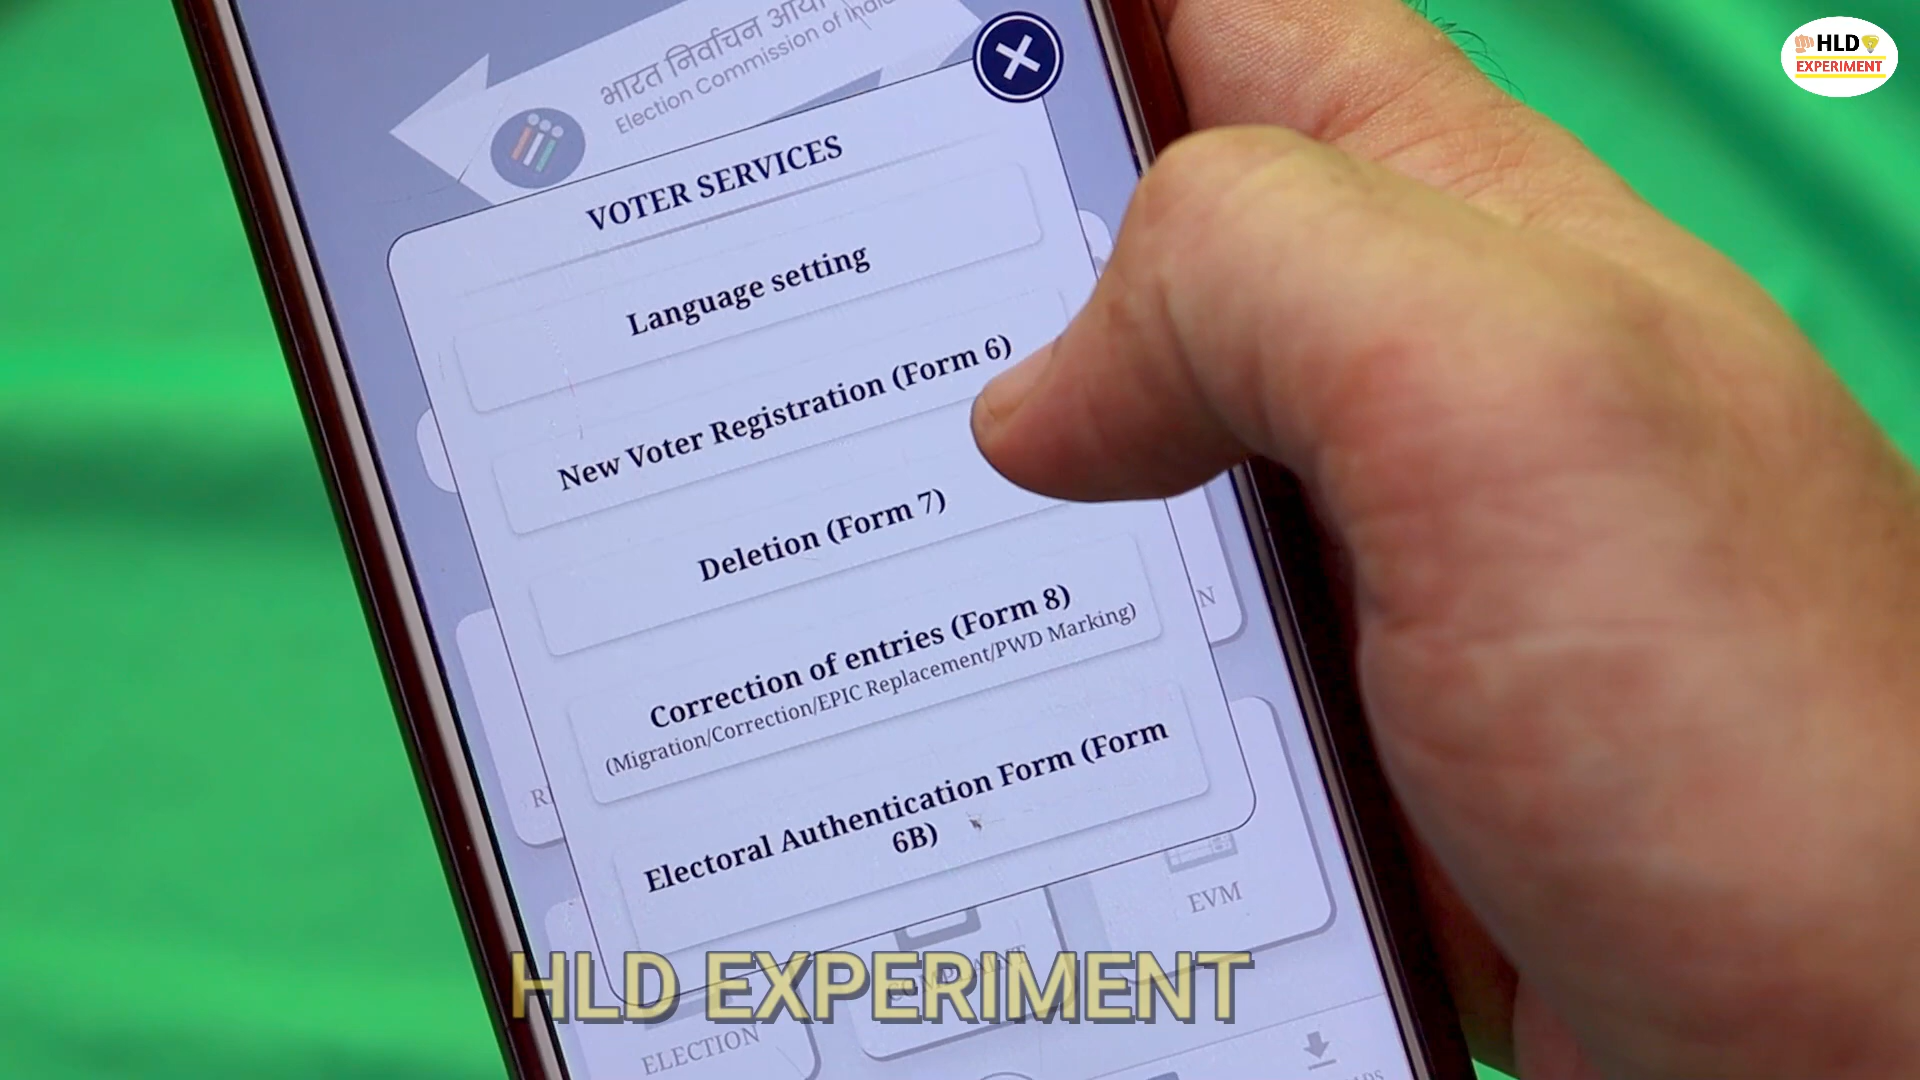 भारत निर्वाचन आयो
Election Commission of India
HLD
EXPERIMENT
VOTER SERVICES
Language setting
New Voter Registration (Form 6)
Deletion (Form 7)
Correction of entries (Form 8)
(Migration/Correction/EPIC Replacement/PWD Marking)
Electoral Authentication Form (Form
6B)
EVM
COMPLAINT
HLD EXPERIMENT
ELECTION